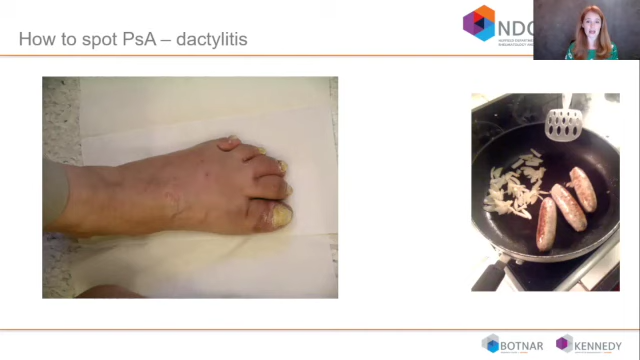 How to spot PsA – dactylitis
NDO
BOTNAR
KENNEDY